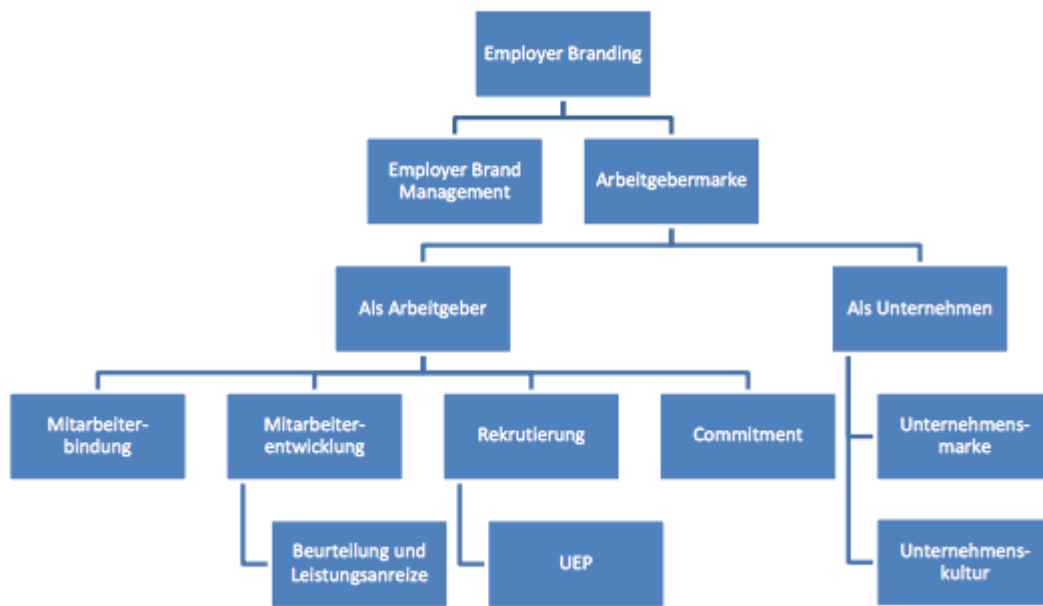 Employer Branding
Employer Brand
Management
Arbeitgebermarke
Als Arbeitgeber
Als Unternehmen
Mitarbeiter-
bindung
Mitarbeiter-
entwicklung
Rekrutierung
Commitment
Unternehmens-
marke
Beurteilung und
Leistungsanreize
UEP
Unternehmens-
kultur